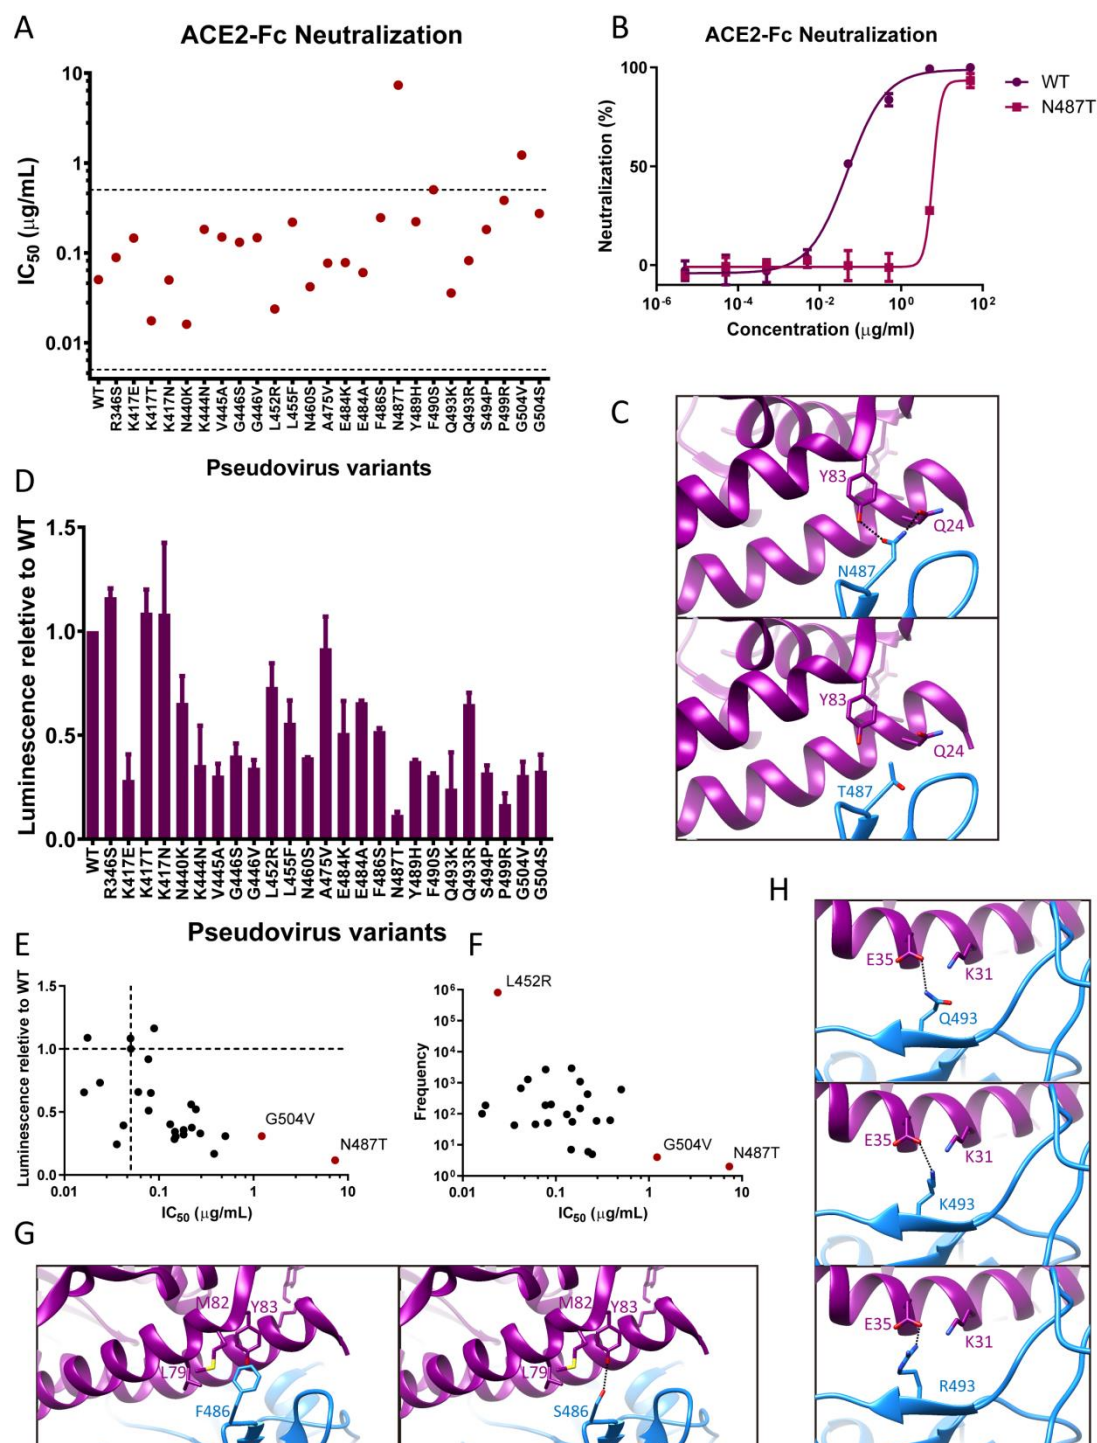 A
ACE2-Fc Neutralization
IC50 (μg/mL)
10
1
0.1
0.01
WT
R346S
K417E
K417T
K417N
N440K
K444N
V445A
G446S
G446V
L452R
L455F
N460S
A475V
E484K
E484A
F486S
N487T
Y489H
F490S
Q493K
Q493R
S494P
P499R
G504V
G504S
Pseudovirus variants
B
ACE2-Fc Neutralization
Neutralization (%)
100
50
0
10-6
10-4
10-2
100
102
Concentration (μg/ml)
WT
N487T
C
Y83
Q24
N487
Y83
Q24
T487
D
Luminescence reletive to WT
1.5
1.0
0.5
0.0
WT
R346S
K417E
K417T
K417N
N440K
K444N
V445A
G446S
G446V
L452R
L455F
N460S
A475V
E484K
E484A
F486S
N487T
Y489H
F490S
Q493K
Q493R
S494P
P499R
G504V
G504S
Pseudovirus variants
E
Luminescence reletive to WT
1.5
1.0
0.5
0.0
0.01
0.1
1
10
IC50 (μg/mL)
G504V
N487T
F
Frequency
106
105
104
103
102
101
100
0.01
0.1
1
10
IC50 (μg/mL)
L452R
G504V
N487T
G
M82
Y83
L79
F486
M82
Y83
L79
S486
H
E35
K31
Q493
E35
K31
K493
E35
K31
R493